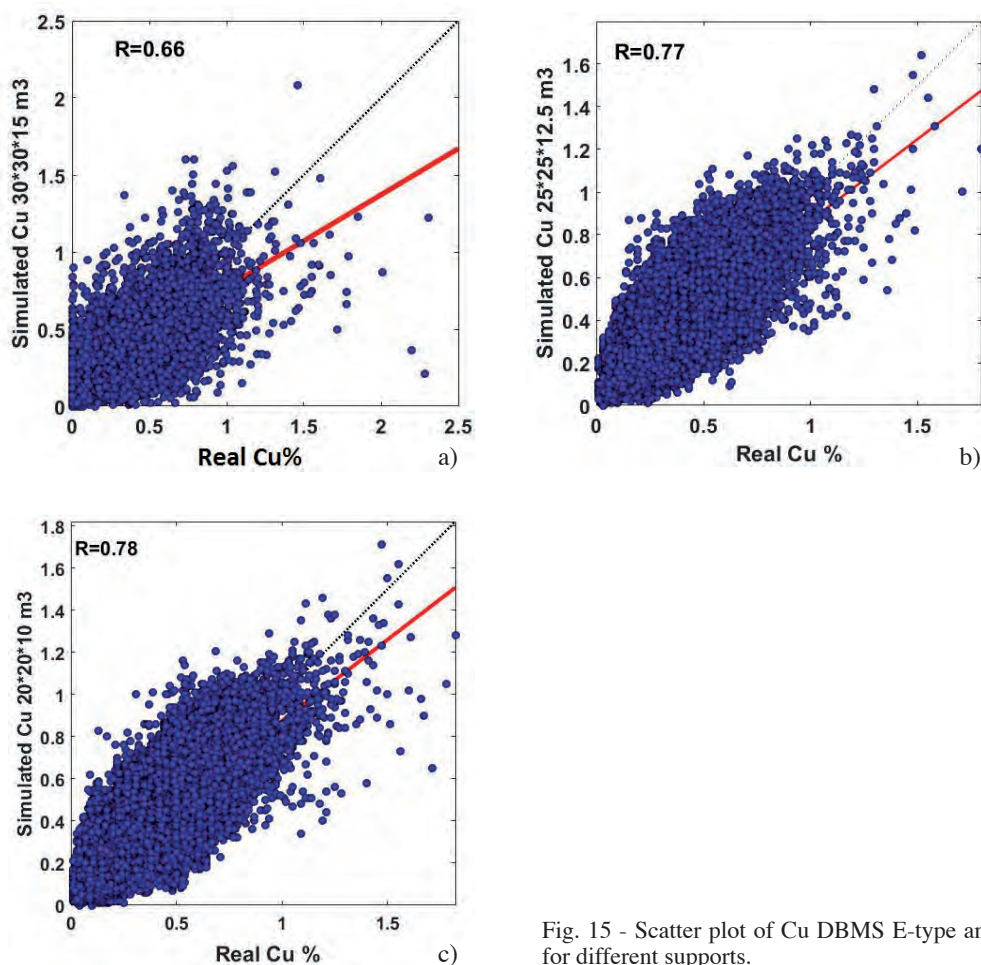 2.5
R=0.66
2
1.5
1
0.5
0
Simulated Cu 30*30*15 m3
0 0.5 1 1.5 2 2.5
Real Cu%
a)
R=0.77
1.6
1.4
1.2
1
0.8
0.6
0.4
0.2
0
Simulated Cu 25*25*12.5 m3
0 0.5 1 1.5
Real Cu %
b)
1.8
R=0.78
1.6
1.4
1.2
1
0.8
0.6
0.4
0.2
0
Simulated Cu 20*20*10 m3
0 0.5 1 1.5
Real Cu %
c)
Fig. 15 - Scatter plot of Cu DBMS E-type an
for different supports.